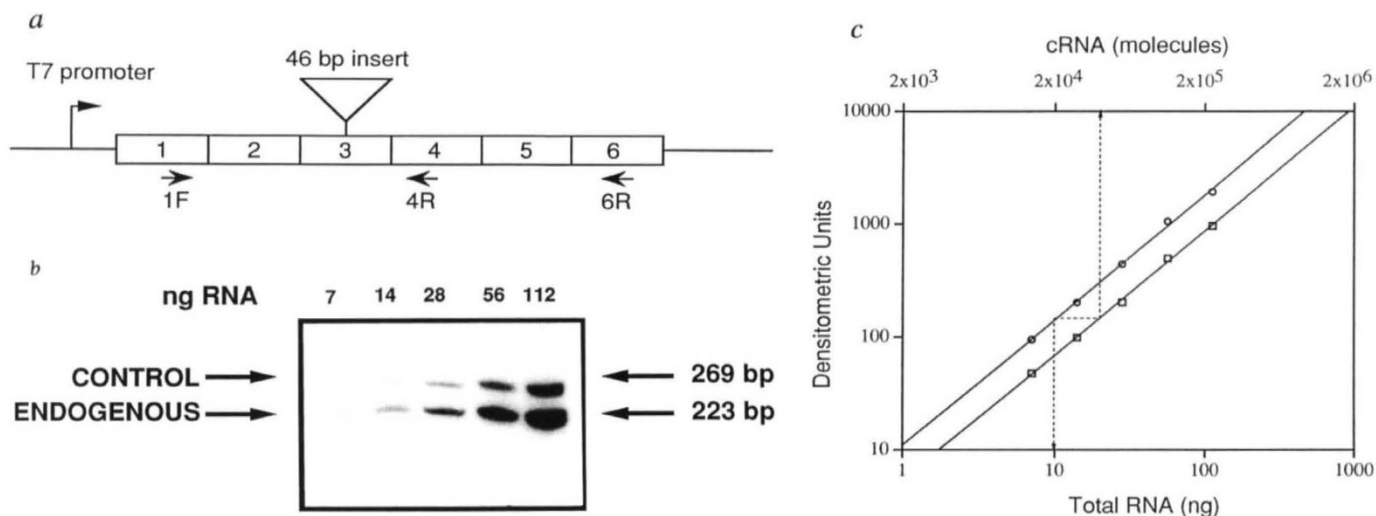 a
46 bp insert
T7 promoter
1 2 3 4 5 6
1F 4R 6R
b
ng RNA 7 14 28 56 112
CONTROL 269 bp
ENDOGENOUS 223 bp
c
cRNA (molecules)
2x10³ 2x10⁴ 2x10⁵ 2x10⁶
10000
1000
100
10
Densitometric Units
1 10 100 1000
Total RNA (ng)